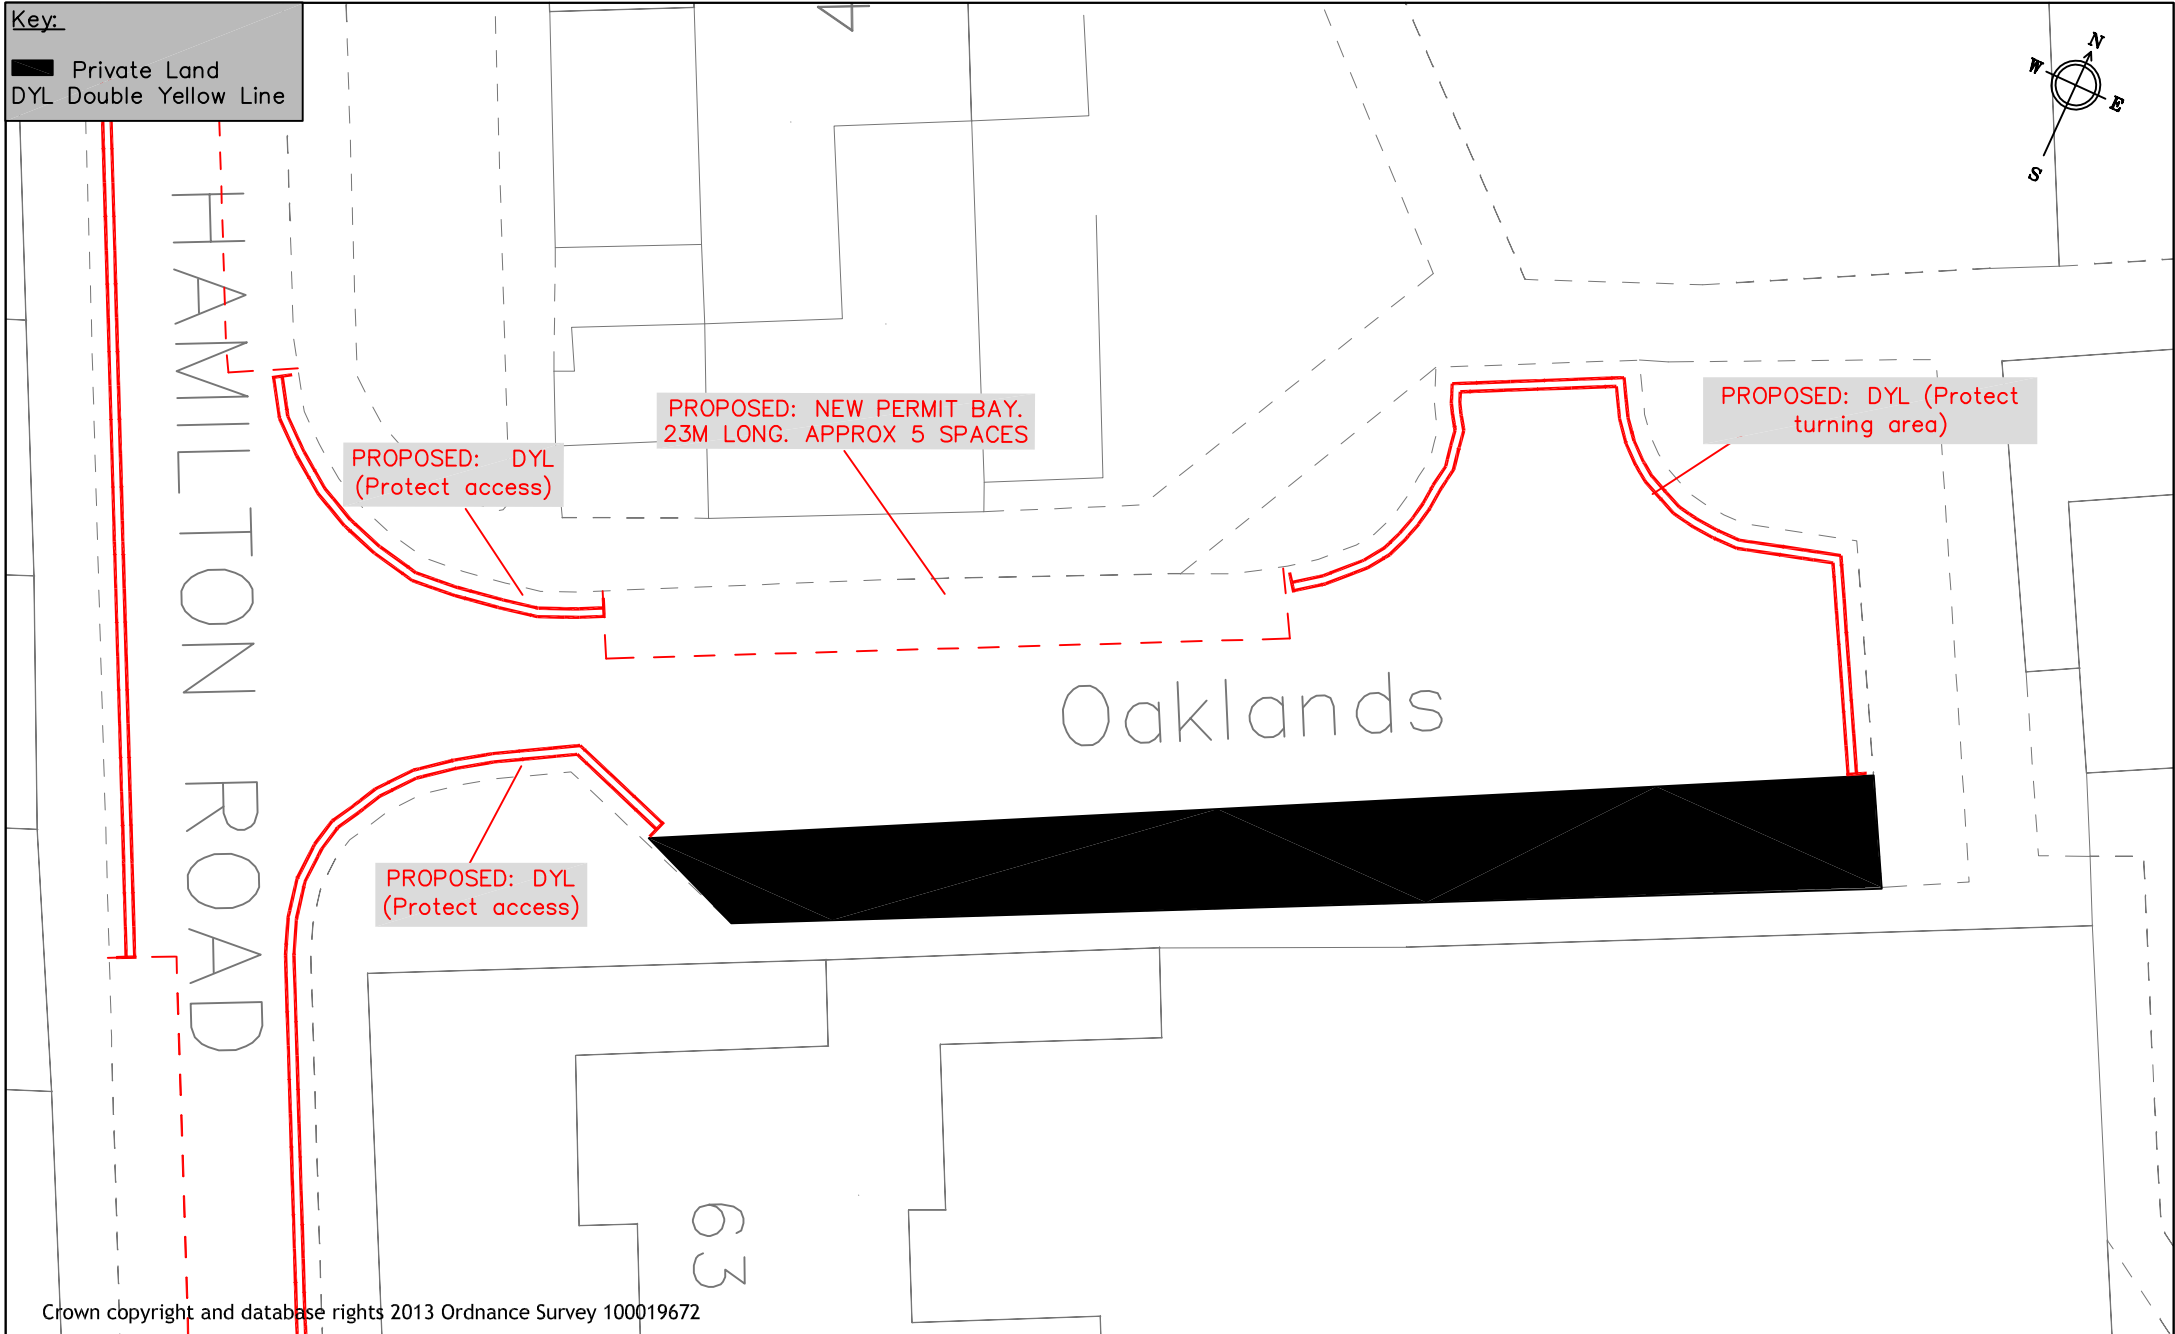 Key:
Private Land
DYL Double Yellow Line
4
N
W
E
S
HAMILTON ROAD
PROPOSED: DYL
(Protect access)
PROPOSED: NEW PERMIT BAY.
23M LONG. APPROX 5 SPACES
PROPOSED: DYL (Protect
turning area)
Oaklands
PROPOSED: DYL
(Protect access)
63
Crown copyright and database rights 2013 Ordnance Survey 100019672